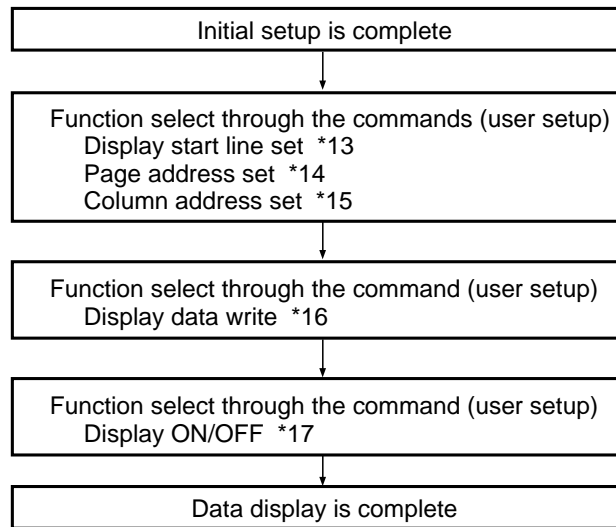 Initial setup is complete
Function select through the commands (user setup)
Display start line set *13
Page address set *14
Column address set *15
Function select through the command (user setup)
Display data write *16
Function select through the command (user setup)
Display ON/OFF *17
Data display is complete